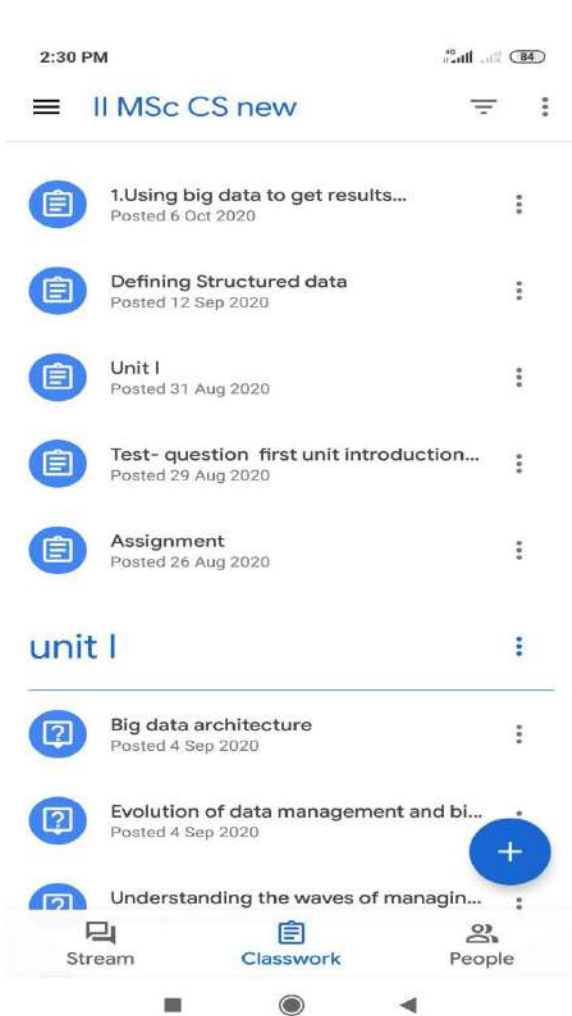 2:30 PM
4G
84
II MSc CS new
1.Using big data to get results...
Posted 6 Oct 2020
Defining Structured data
Posted 12 Sep 2020
Unit I
Posted 31 Aug 2020
Test- question first unit introduction...
Posted 29 Aug 2020
Assignment
Posted 26 Aug 2020
unit I
Big data architecture
Posted 4 Sep 2020
Evolution of data management and bi...
Posted 4 Sep 2020
Understanding the waves of managin...
Stream
Classwork
People